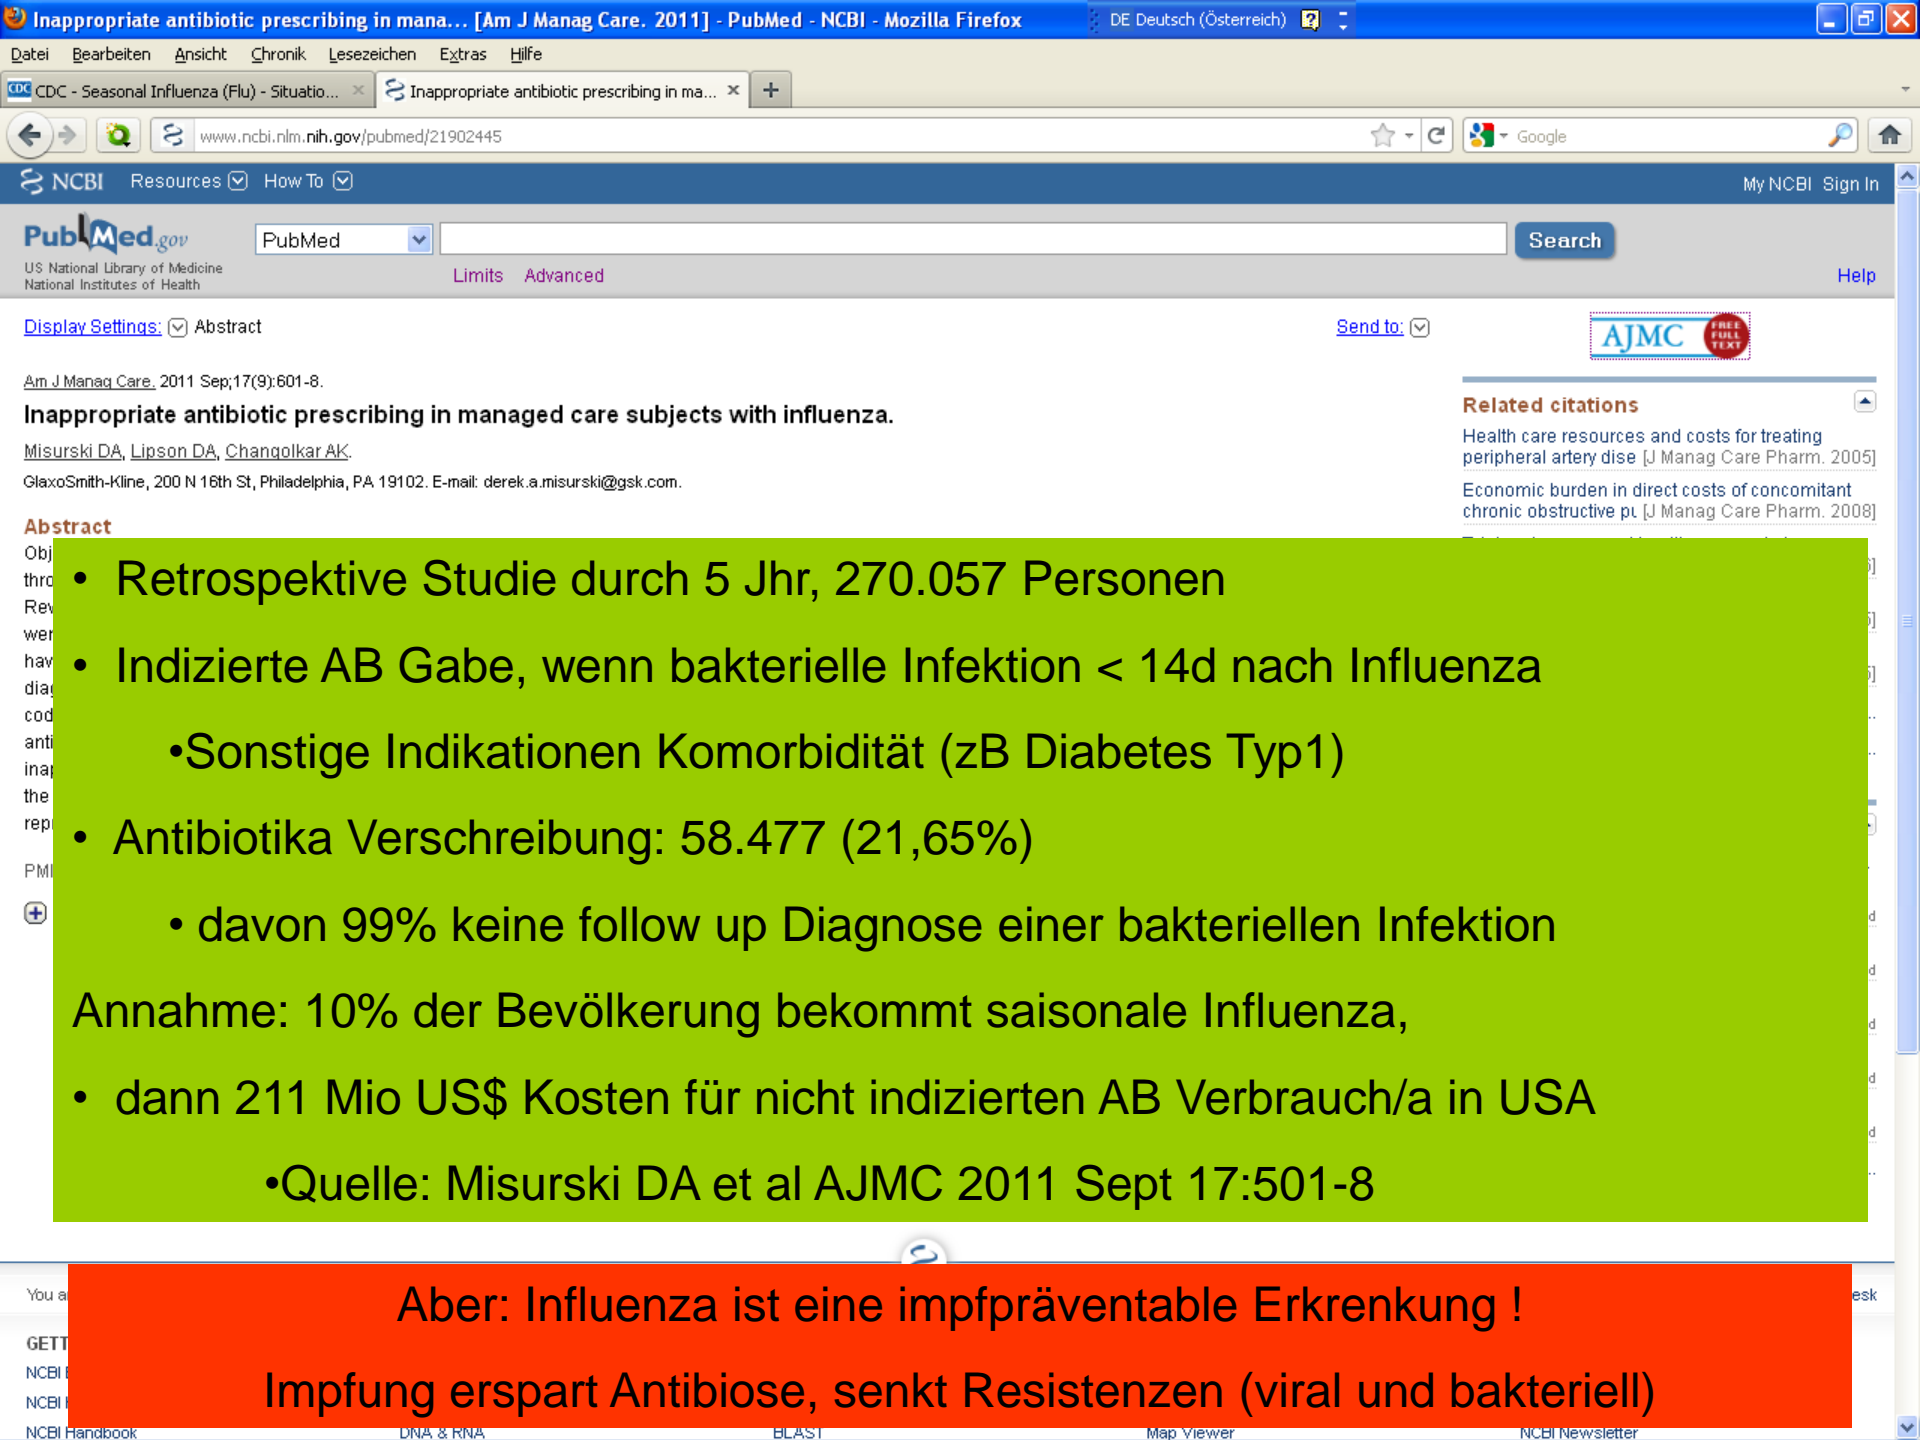 Inappropriate antibiotic prescribing in mana... [Am J Manag Care. 2011] - PubMed - NCBI - Mozilla Firefox
DE Deutsch (Österreich)
Datei Bearbeiten Ansicht Chronik Lesezeichen Extras Hilfe
CDC CDC - Seasonal Influenza (Flu) - Situatio...
Inappropriate antibiotic prescribing in ma...
www.ncbi.nlm.nih.gov/pubmed/21902445
Google
NCBI Resources How To
My NCBI Sign In
PubMed.gov
US National Library of Medicine
National Institutes of Health
PubMed
Search
Limits Advanced
Help
Display Settings: Abstract
Send to:
AJMC FREE FULL TEXT
Am J Manag Care. 2011 Sep;17(9):601-8.
Inappropriate antibiotic prescribing in managed care subjects with influenza.
Misurski DA, Lipson DA, Changolkar AK.
GlaxoSmith-Kline, 200 N 16th St, Philadelphia, PA 19102. E-mail: derek.a.misurski@gsk.com.
Abstract
Related citations
Health care resources and costs for treating
peripheral artery dise [J Manag Care Pharm. 2005]
Economic burden in direct costs of concomitant
chronic obstructive pu [J Manag Care Pharm. 2008]
• Retrospektive Studie durch 5 Jhr, 270.057 Personen
• Indizierte AB Gabe, wenn bakterielle Infektion < 14d nach Influenza
•Sonstige Indikationen Komorbidität (zB Diabetes Typ1)
• Antibiotika Verschreibung: 58.477 (21,65%)
• davon 99% keine follow up Diagnose einer bakteriellen Infektion
Annahme: 10% der Bevölkerung bekommt saisonale Influenza,
• dann 211 Mio US$ Kosten für nicht indizierten AB Verbrauch/a in USA
•Quelle: Misurski DA et al AJMC 2011 Sept 17:501-8
Aber: Influenza ist eine impfpräventable Erkrenkung !
Impfung erspart Antibiose, senkt Resistenzen (viral und bakteriell)
NCBI Handbook DNA & RNA BLAST Map Viewer NCBI Newsletter